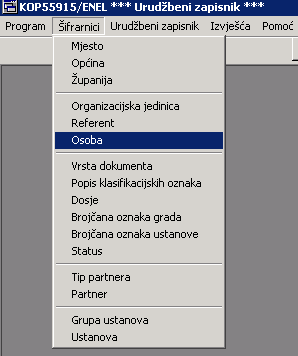 KOP55915/ENEL *** Urudžbeni zapisnik ***
Program Šifrarnici Urudžbeni zapisnik Izvješća Pomoć
Mjesto
Općina
Županija
Organizacijska jedinica
Referent
Osoba
Vrsta dokumenta
Popis klasifikacijskih oznaka
Dosje
Brojčana oznaka grada
Brojčana oznake ustanove
Status
Tip partnera
Partner
Grupa ustanova
Ustanova